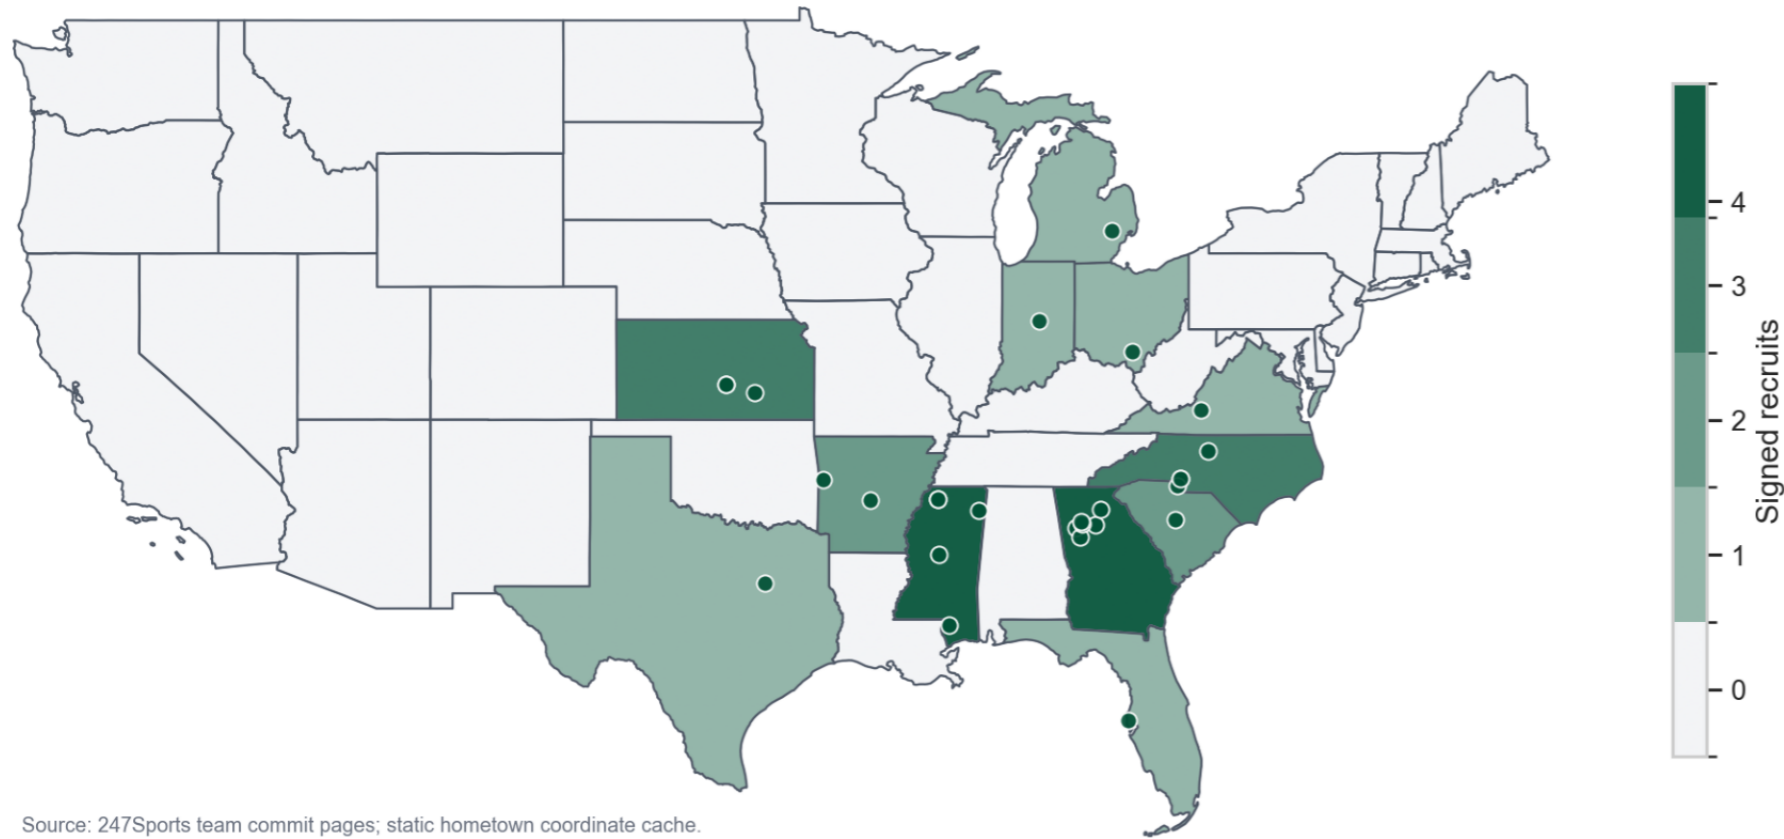 4
3
2
1
0
Signed recruits
Source: 247Sports team commit pages; static hometown coordinate cache.